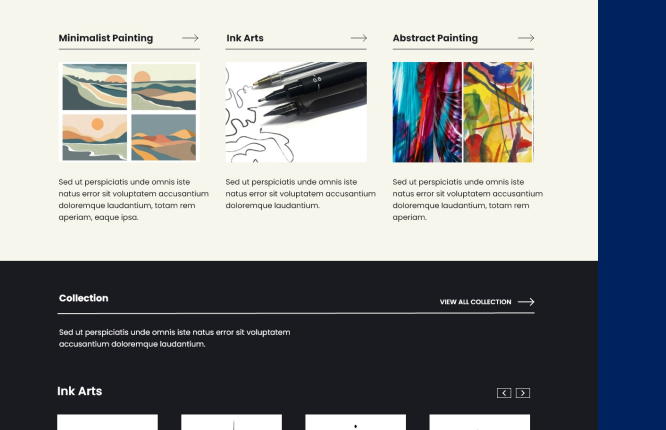 Minimalist Painting
Ink Arts
Abstract Painting
Sed ut perspiciatis unde omnis iste
natus error sit voluptatem accusantium
doloremque laudantium, totam rem
aperiam, eaque ipsa.
Sed ut perspiciatis unde omnis iste
natus error sit voluptatem accusantium
doloremque laudantium.
Sed ut perspiciatis unde omnis iste
natus error sit voluptatem accusantium
doloremque laudantium, totam rem
aperiam.
Collection
VIEW ALL COLLECTION
Sed ut perspiciatis unde omnis iste natus error sit voluptatem
accusantium doloremque laudantium.
Ink Arts